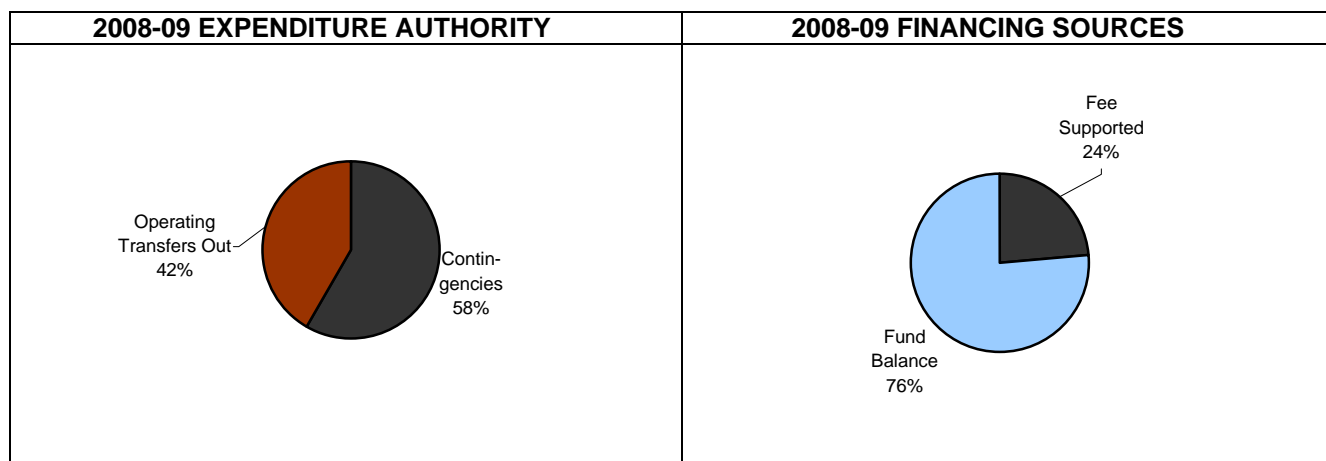 2008-09 EXPENDITURE AUTHORITY
Operating
Transfers Out
42%
Contin-
gencies
58%
2008-09 FINANCING SOURCES
Fee
Supported
24%
Fund
Balance
76%